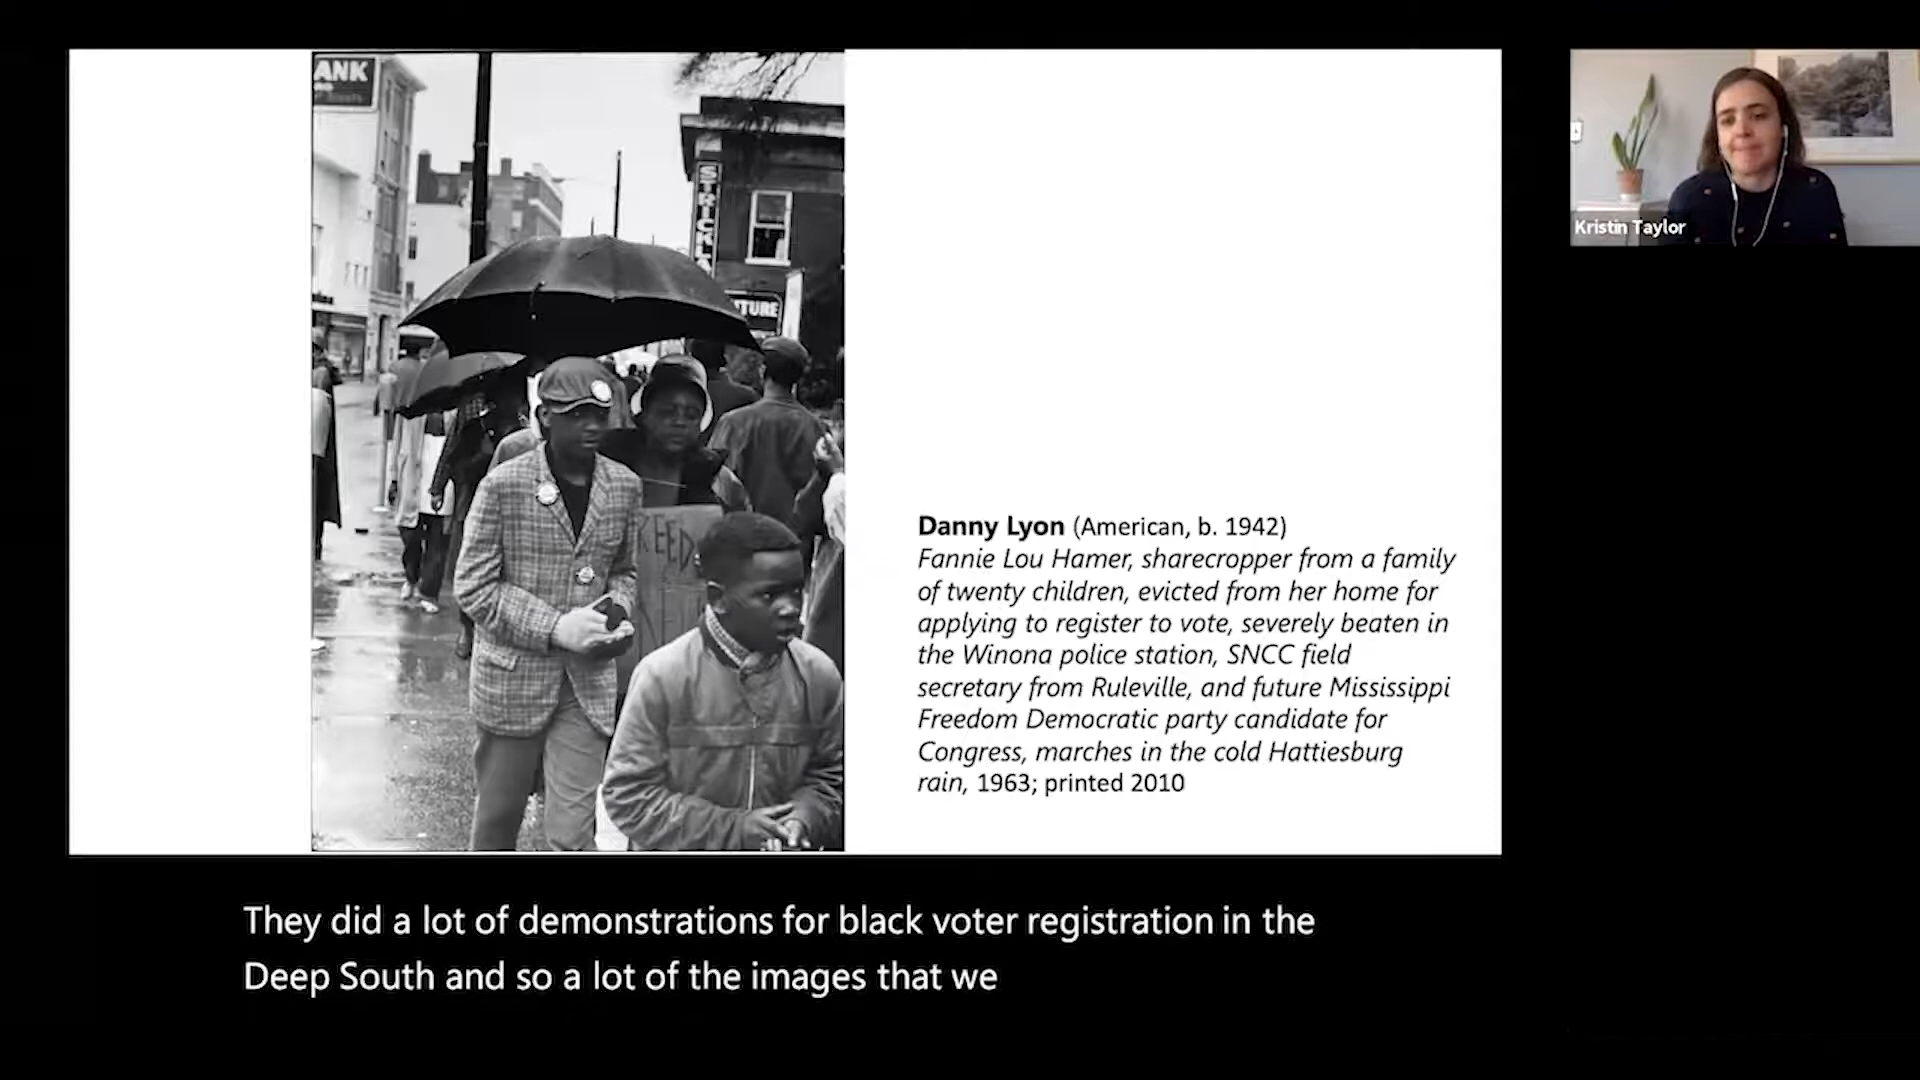 ANK
STRICKLA
TURE
REED
Kristin Taylor
Danny Lyon (American, b. 1942)
Fannie Lou Hamer, sharecropper from a family
of twenty children, evicted from her home for
applying to register to vote, severely beaten in
the Winona police station, SNCC field
secretary from Ruleville, and future Mississippi
Freedom Democratic party candidate for
Congress, marches in the cold Hattiesburg
rain, 1963; printed 2010
They did a lot of demonstrations for black voter registration in the
Deep South and so a lot of the images that we